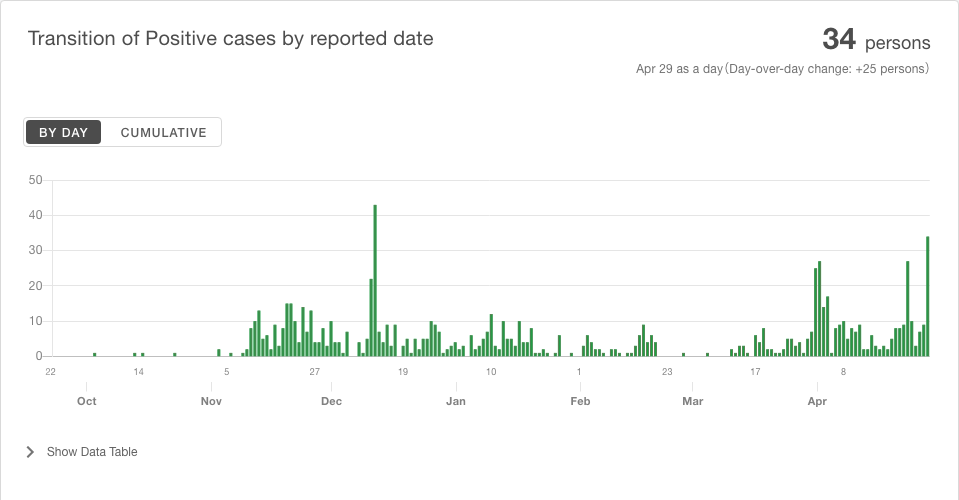 Transition of Positive cases by reported date
34 persons
Apr 29 as a day(Day-over-day change: +25 persons)
BY DAY CUMULATIVE
50
40
30
20
10
0
22 14 5 27 19 10 1 23 17 8
Oct Nov Dec Jan Feb Mar Apr
Show Data Table